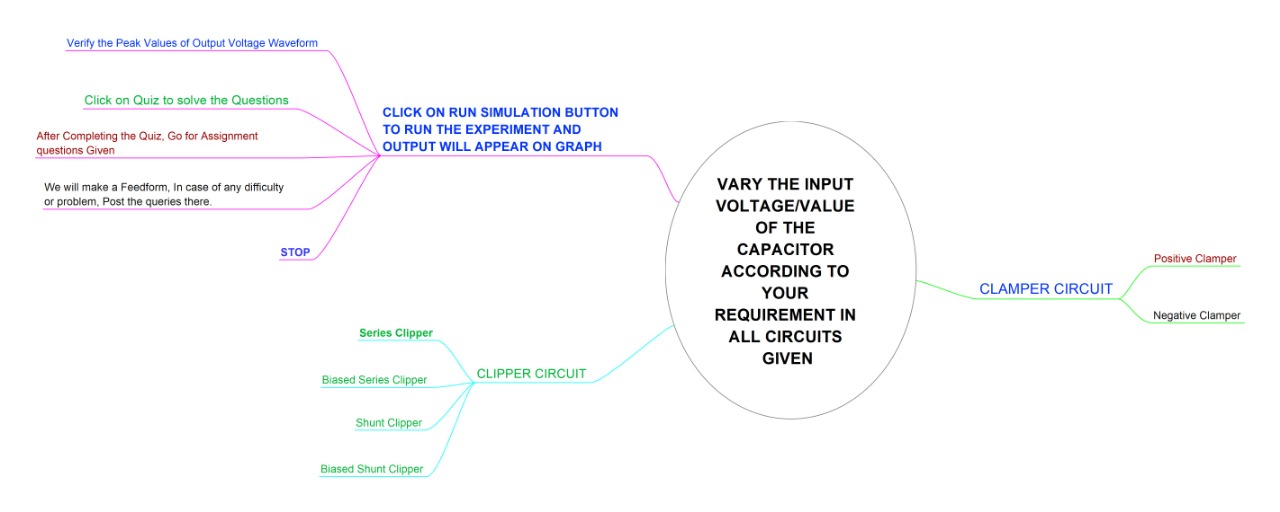 Verify the Peak Values of Output Voltage Waveform
Click on Quiz to solve the Questions
After Completing the Quiz, Go for Assignment
questions Given
We will make a Feedform, In case of any difficulty
or problem, Post the queries there.
STOP
CLICK ON RUN SIMULATION BUTTON
TO RUN THE EXPERIMENT AND
OUTPUT WILL APPEAR ON GRAPH
VARY THE INPUT
VOLTAGE/VALUE
OF THE
CAPACITOR
ACCORDING TO
YOUR
REQUIREMENT IN
ALL CIRCUITS
GIVEN
CLAMPER CIRCUIT
Positive Clamper
Negative Clamper
CLIPPER CIRCUIT
Series Clipper
Biased Series Clipper
Shunt Clipper
Biased Shunt Clipper